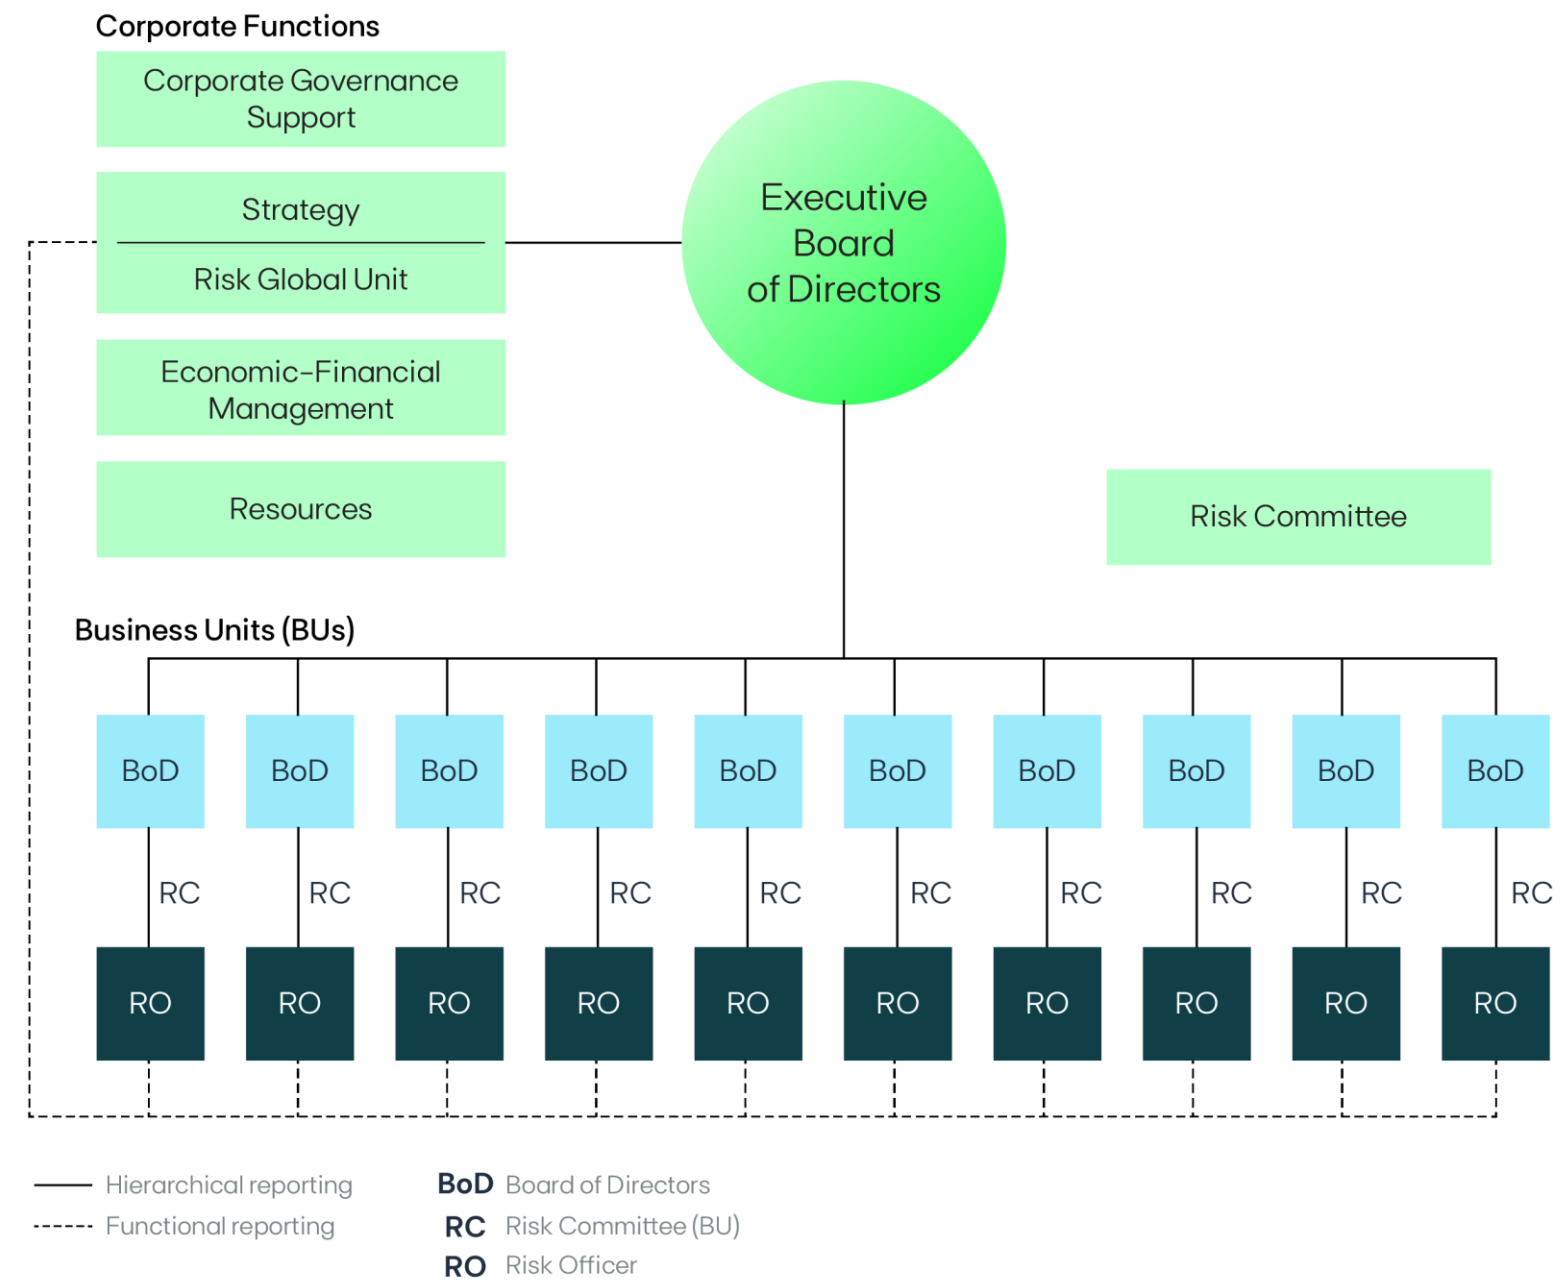 Corporate Functions
Corporate Governance
Support
Strategy
Risk Global Unit
Economic-Financial
Management
Resources
Executive
Board
of Directors
Risk Committee
Business Units (BUs)
BoD BoD BoD BoD BoD BoD BoD BoD BoD BoD
RC RC RC RC RC RC RC RC RC RC
RO RO RO RO RO RO RO RO RO RO
Hierarchical reporting
Functional reporting
BoD Board of Directors
RC Risk Committee (BU)
RO Risk Officer